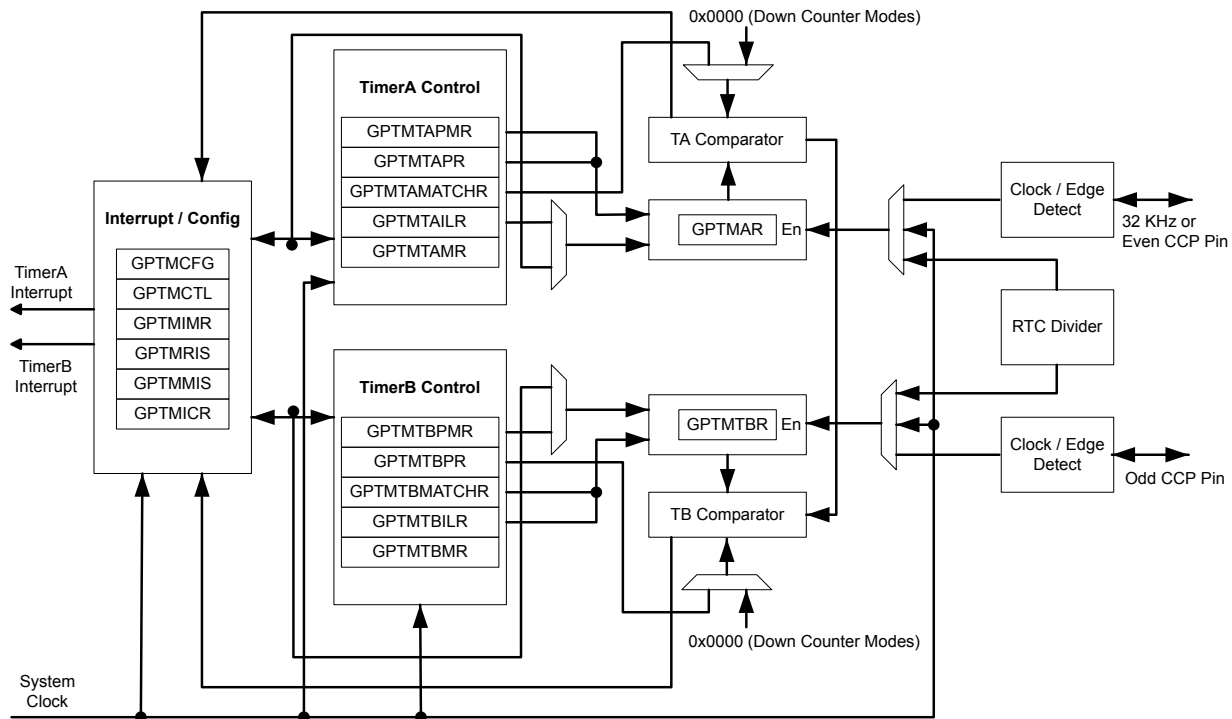 0x0000 (Down Counter Modes)
TimerA Control
GPTMTAPMR
GPTMTAPR
GPTMTAMATCHR
GPTMTAILR
GPTMTAMR
TA Comparator
GPTMAR
En
Clock / Edge
Detect
32 KHz or
Even CCP Pin
Interrupt / Config
GPTMCFG
GPTMCTL
GPTMIMR
GPTMRIS
GPTMMIS
GPTMICR
TimerA
Interrupt
TimerB
Interrupt
RTC Divider
TimerB Control
GPTMTBPMR
GPTMTBPR
GPTMTBMATCHR
GPTMTBILR
GPTMTBMR
GPTMTBR
En
TB Comparator
Clock / Edge
Detect
Odd CCP Pin
0x0000 (Down Counter Modes)
System
Clock